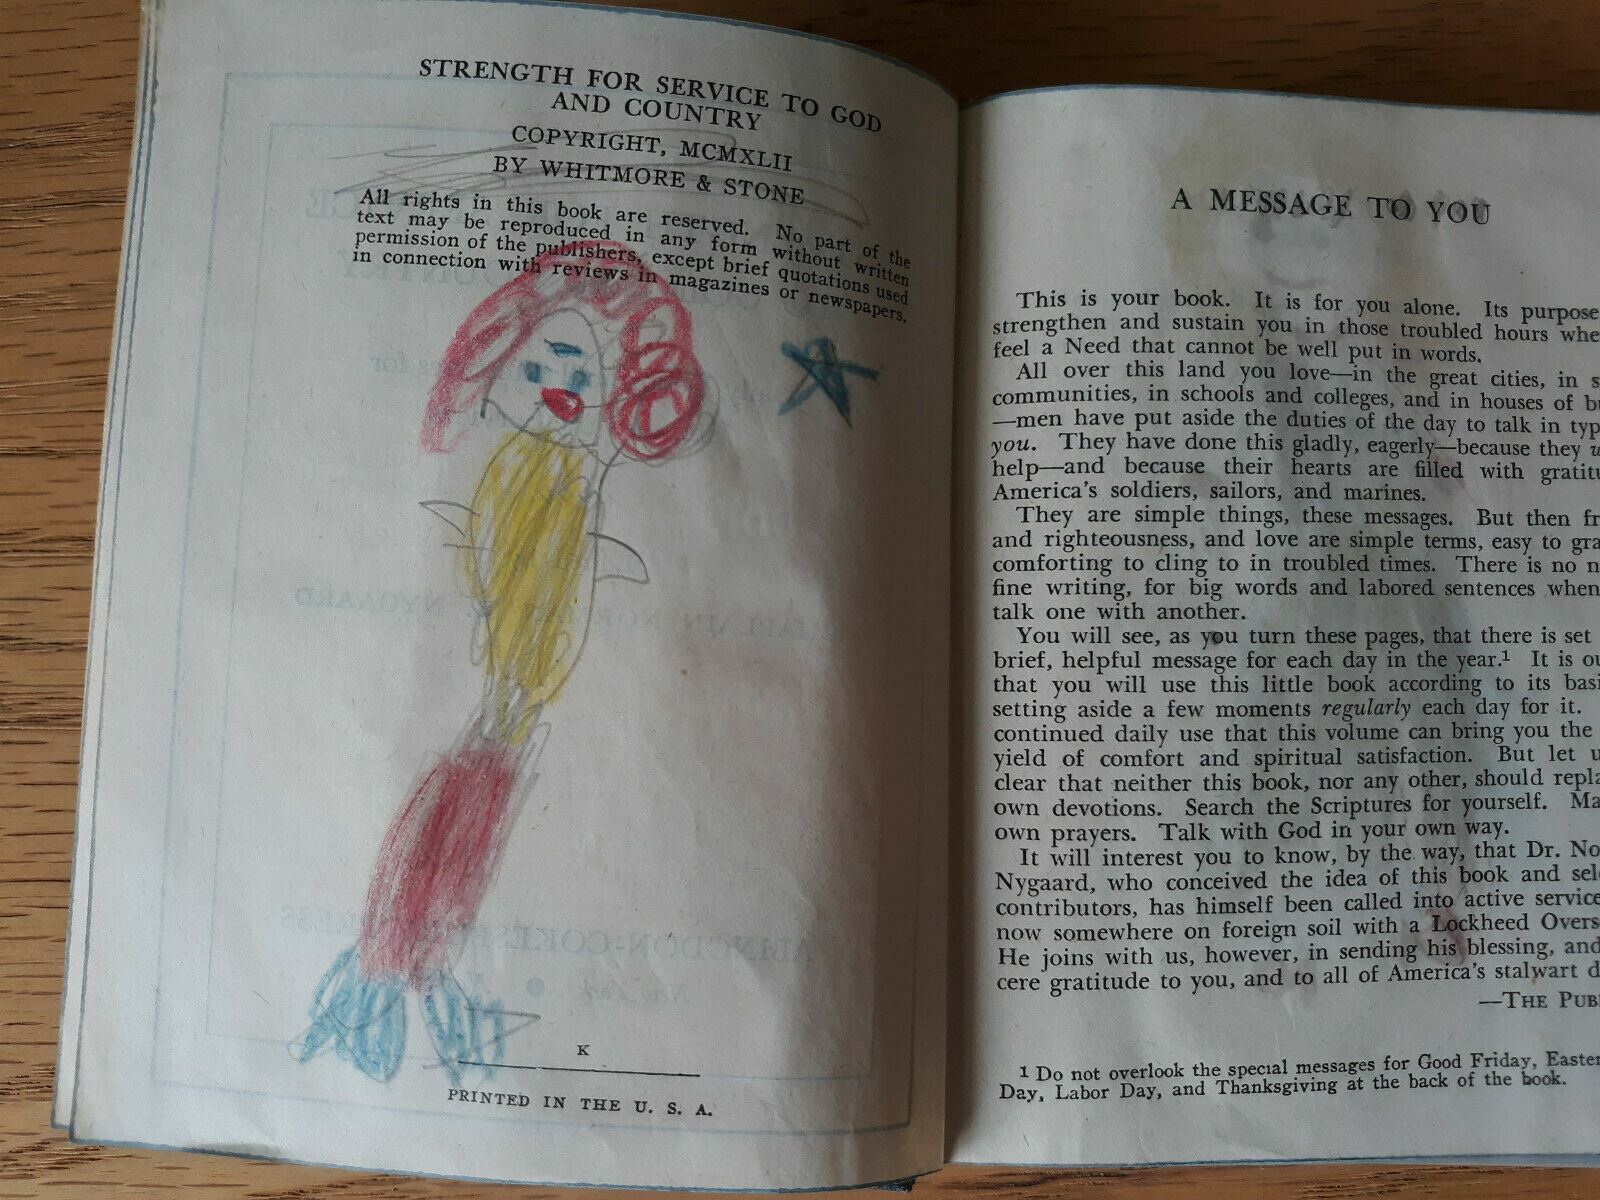 STRENGTH FOR SERVICE TO GOD
AND COUNTRY
COPYRIGHT, MCMXLII
BY WHITMORE & STONE
All rights in this book are reserved. No part of the
text may be reproduced in any form without written
permission of the publishers, except brief quotations used
in connection with reviews in magazines or newspapers.
K
PRINTED IN THE U. S. A.
A MESSAGE TO YOU
This is your book. It is for you alone. Its purpose
strengthen and sustain you in those troubled hours
feel a Need that cannot be well put in words.
All over this land you love—in the great cities, in
communities, in schools and colleges, and in houses of
—men have put aside the duties of the day to talk in
you. They have done this gladly, eagerly—because they
help—and because their hearts are filled with
America's soldiers, sailors, and marines.
They are simple things, these messages. But then
and righteousness, and love are simple terms, easy to
comforting to cling to in troubled times. There is no
fine writing, for big words and labored sentences when
talk one with another.
You will see, as you turn these pages, that there is set
brief, helpful message for each day in the year.¹ It is
that you will use this little book according to its
setting aside a few moments regularly each day for it.
continued daily use that this volume can bring you the
yield of comfort and spiritual satisfaction. But let
clear that neither this book, nor any other, should
own devotions. Search the Scriptures for yourself.
own prayers. Talk with God in your own way.
It will interest you to know, by the way, that Dr.
Nygaard, who conceived the idea of this book and
contributors, has himself been called into active service
now somewhere on foreign soil with a Lockheed
He joins with us, however, in sending his blessing, and
cere gratitude to you, and to all of America's stalwart
—THE
1 Do not overlook the special messages for Good Friday, Easter
Day, Labor Day, and Thanksgiving at the back of the book.